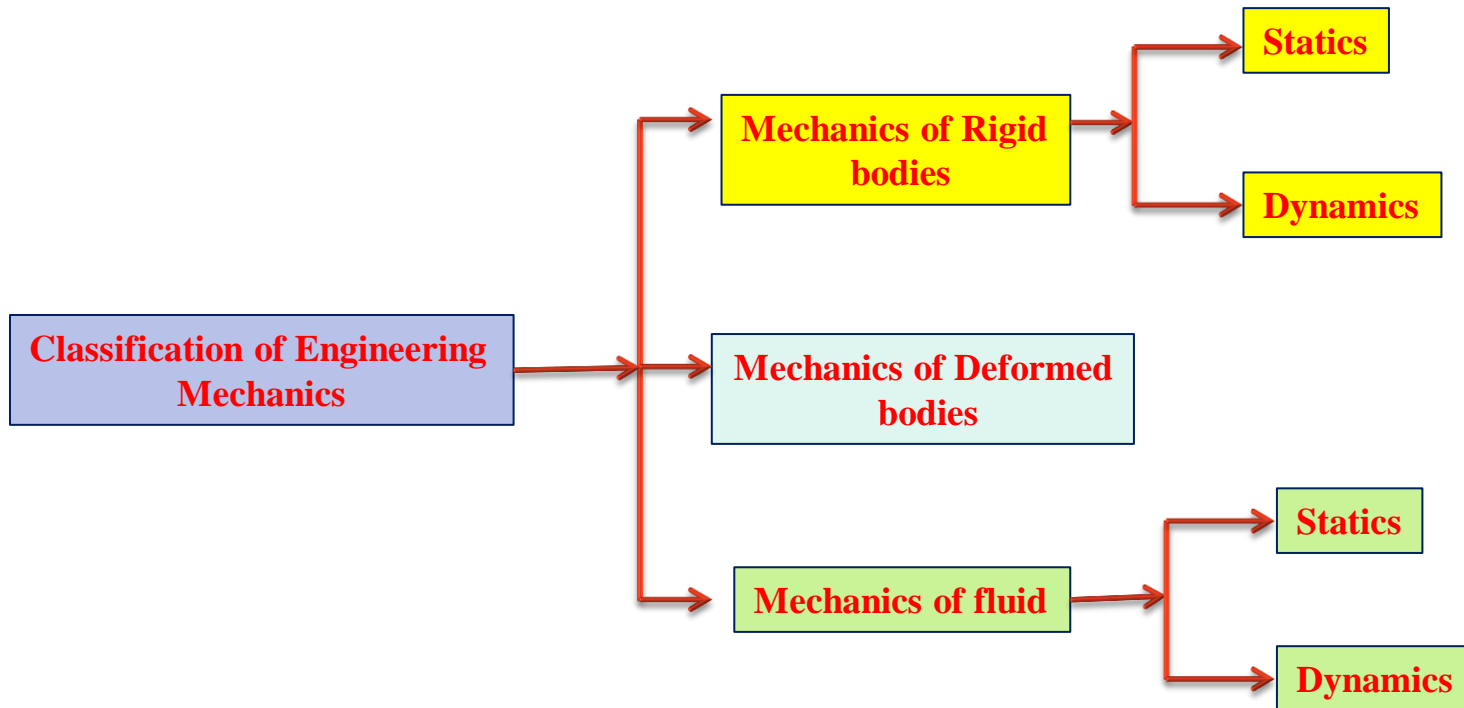 Classification of Engineering
Mechanics
Mechanics of Rigid
bodies
Statics
Dynamics
Mechanics of Deformed
bodies
Mechanics of fluid
Statics
Dynamics